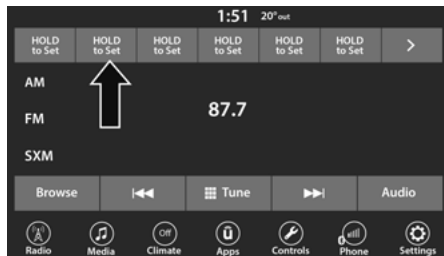 1:51 20° out
HOLD HOLD HOLD HOLD HOLD HOLD
to Set to Set to Set to Set to Set to Set
AM
87.7
FM
SXM
Browse Tune Audio
Off ū
Radio Media Climate Apps Controls Phone Settings